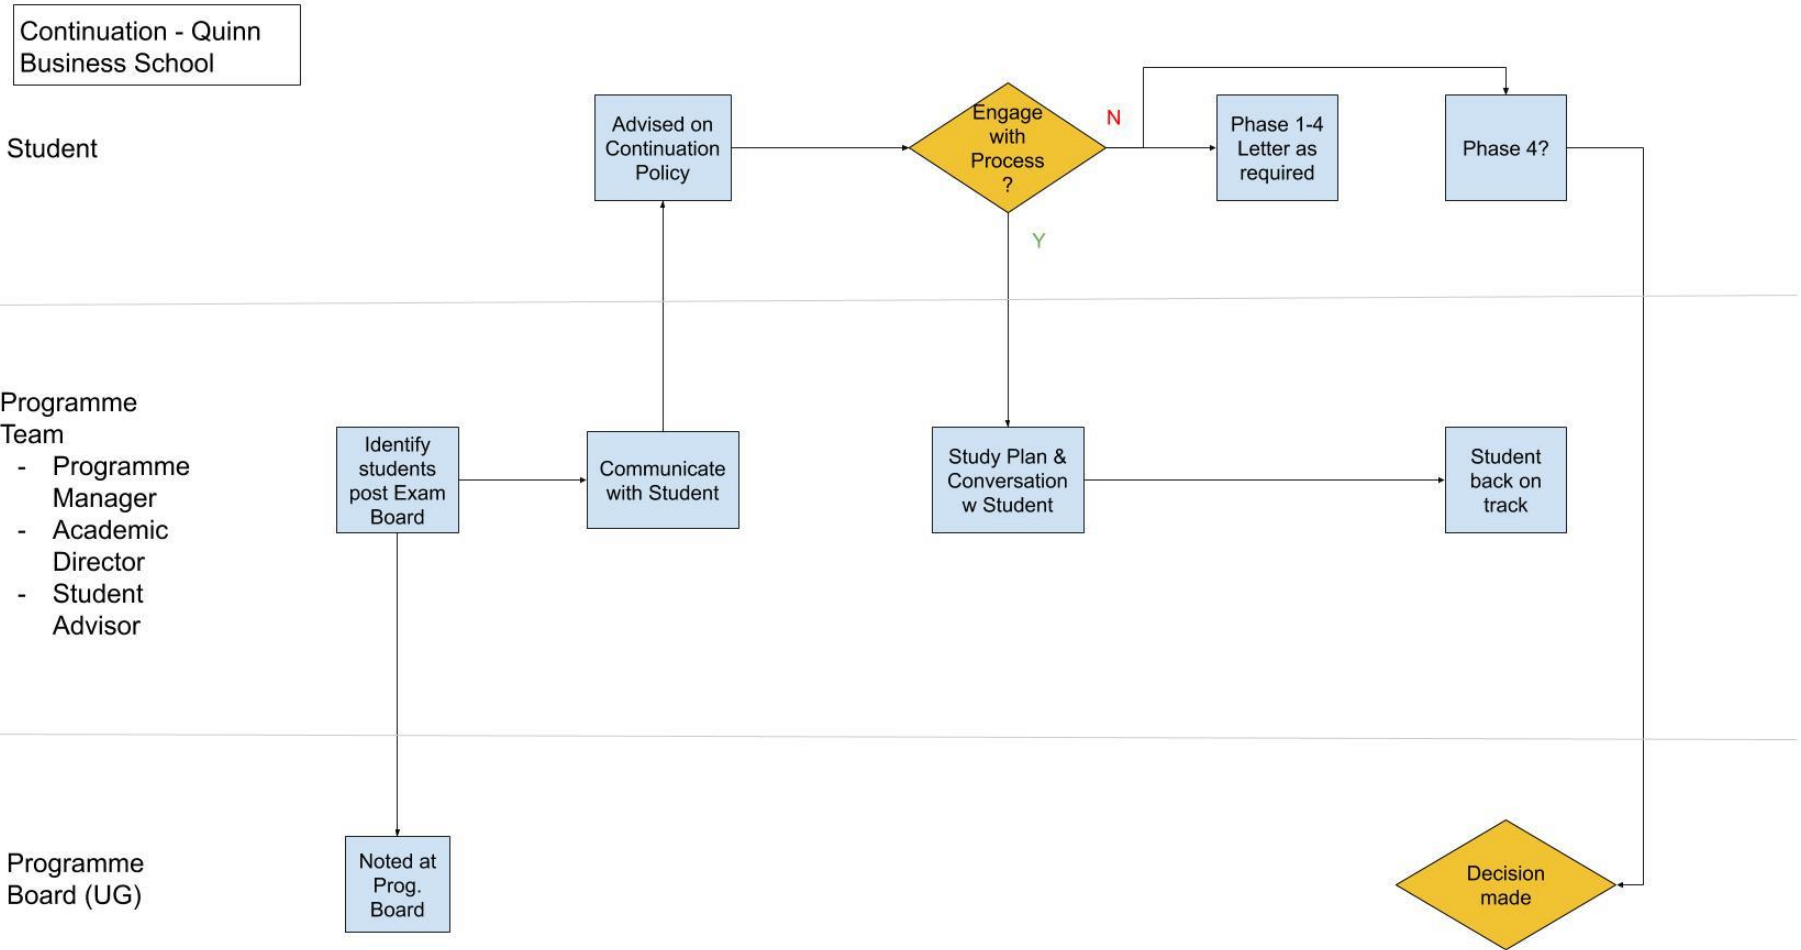 Continuation - Quinn
Business School
Student
Advised on
Continuation
Policy
Engage
with
Process
?
N
Y
Phase 1-4
Letter as
required
Phase 4?
Programme
Team
- Programme
Manager
- Academic
Director
- Student
Advisor
Identify
students
post Exam
Board
Communicate
with Student
Study Plan &
Conversation
w Student
Student
back on
track
Programme
Board (UG)
Noted at
Prog.
Board
Decision
made